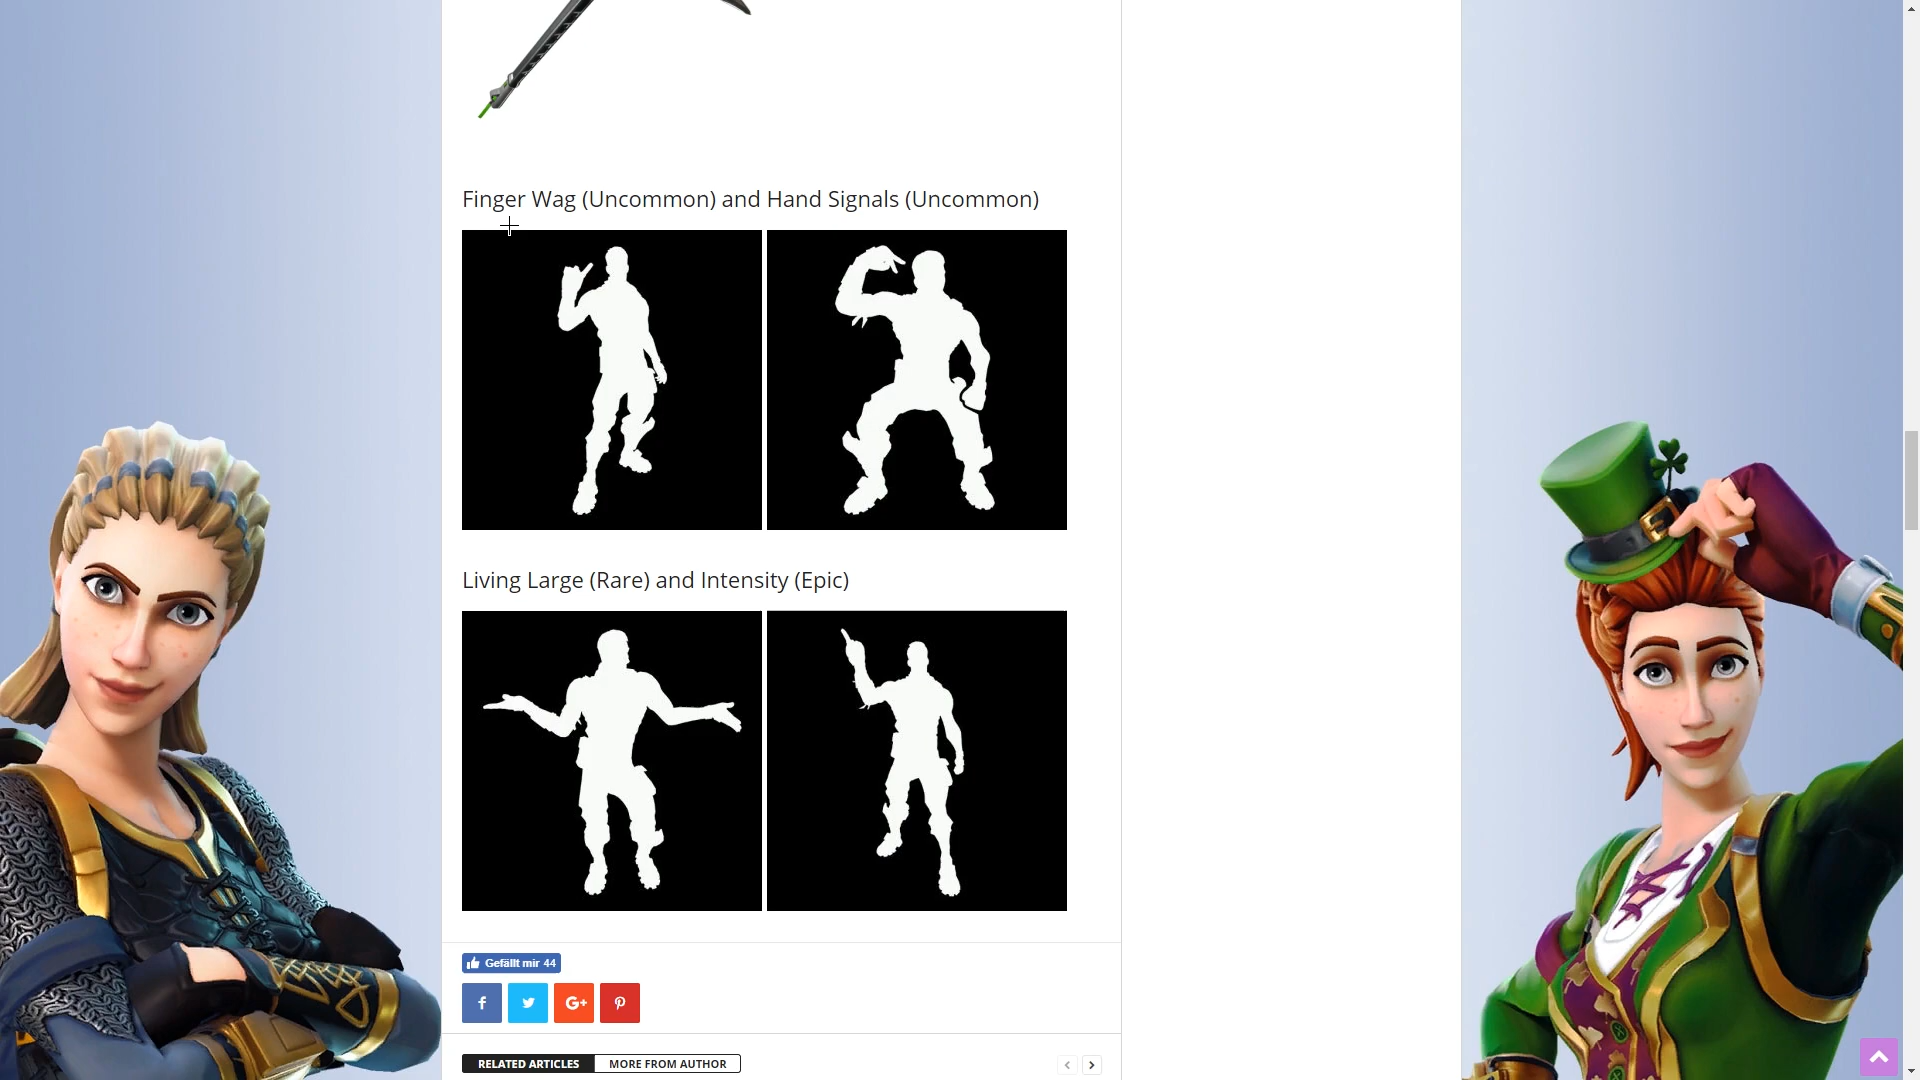 Finger Wag (Uncommon) and Hand Signals (Uncommon)
Living Large (Rare) and Intensity (Epic)
Gefällt mir 44
f
G+
RELATED ARTICLES
MORE FROM AUTHOR